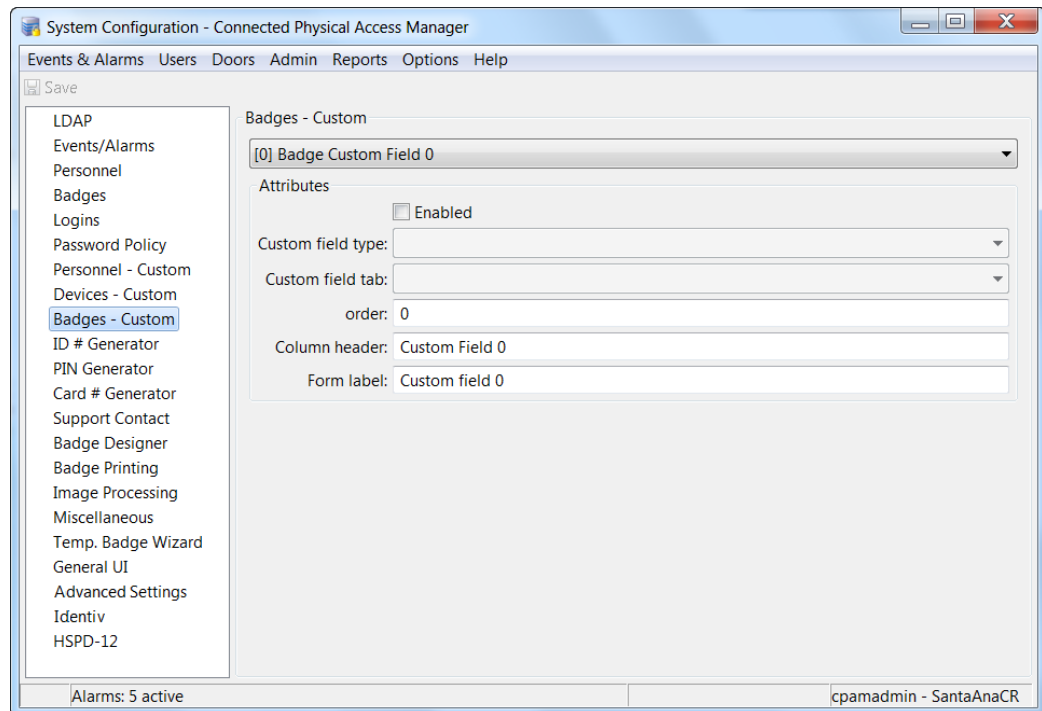 System Configuration - Connected Physical Access Manager
Events & Alarms Users Doors Admin Reports Options Help
Save
LDAP
Events/Alarms
Personnel
Badges
Logins
Password Policy
Personnel - Custom
Devices - Custom
Badges - Custom
ID # Generator
PIN Generator
Card # Generator
Support Contact
Badge Designer
Badge Printing
Image Processing
Miscellaneous
Temp. Badge Wizard
General UI
Advanced Settings
Identiv
HSPD-12
Badges - Custom
[0] Badge Custom Field 0
Attributes
Enabled
Custom field type:
Custom field tab:
order: 0
Column header: Custom Field 0
Form label: Custom field 0
Alarms: 5 active
cpamadmin - SantaAnaCR